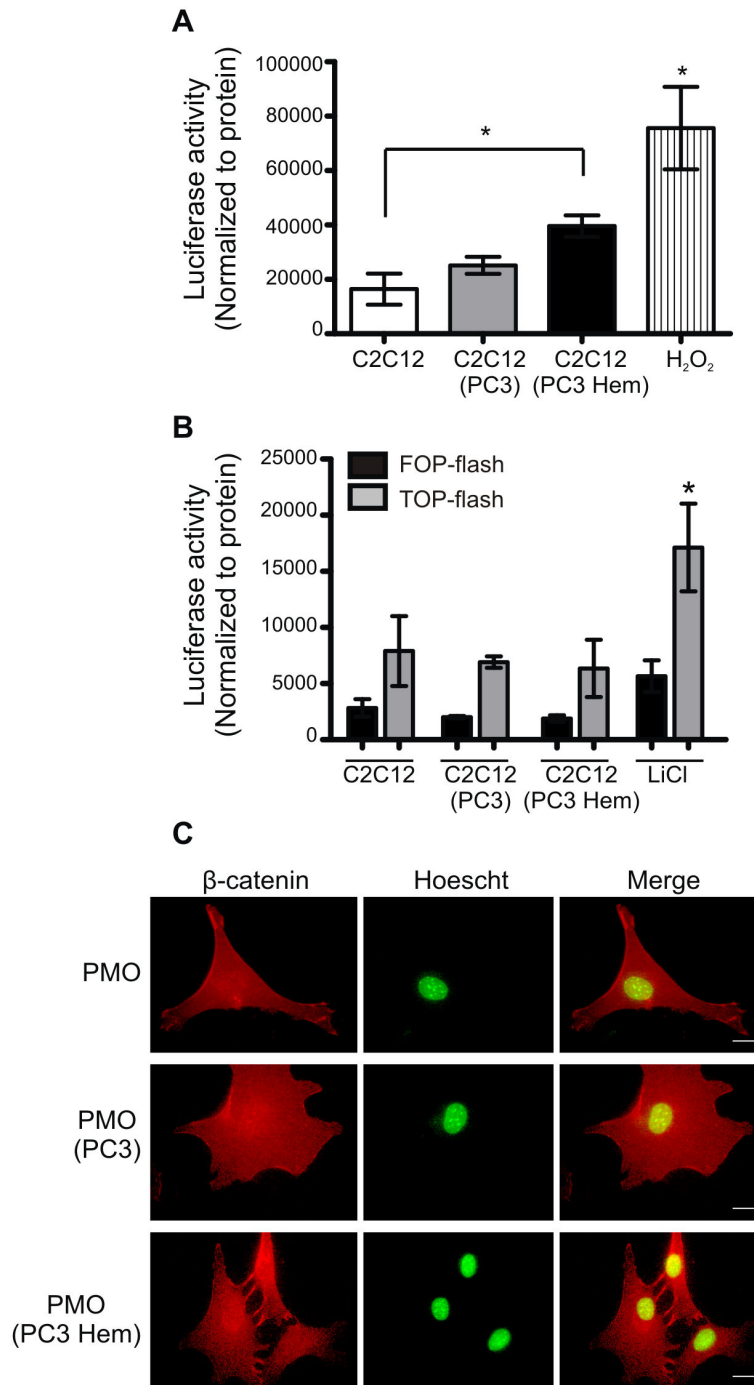 A
Luciferase activity
(Normalized to protein)
100000
80000
60000
40000
20000
0
*
*
C2C12
C2C12
(PC3)
C2C12
(PC3 Hem)
H₂O₂
B
Luciferase activity
(Normalized to protein)
25000
20000
15000
10000
5000
0
FOP-flash
TOP-flash
*
C2C12
C2C12
(PC3)
C2C12
(PC3 Hem)
LiCl
C
β-catenin
Hoescht
Merge
PMO
PMO
(PC3)
PMO
(PC3 Hem)